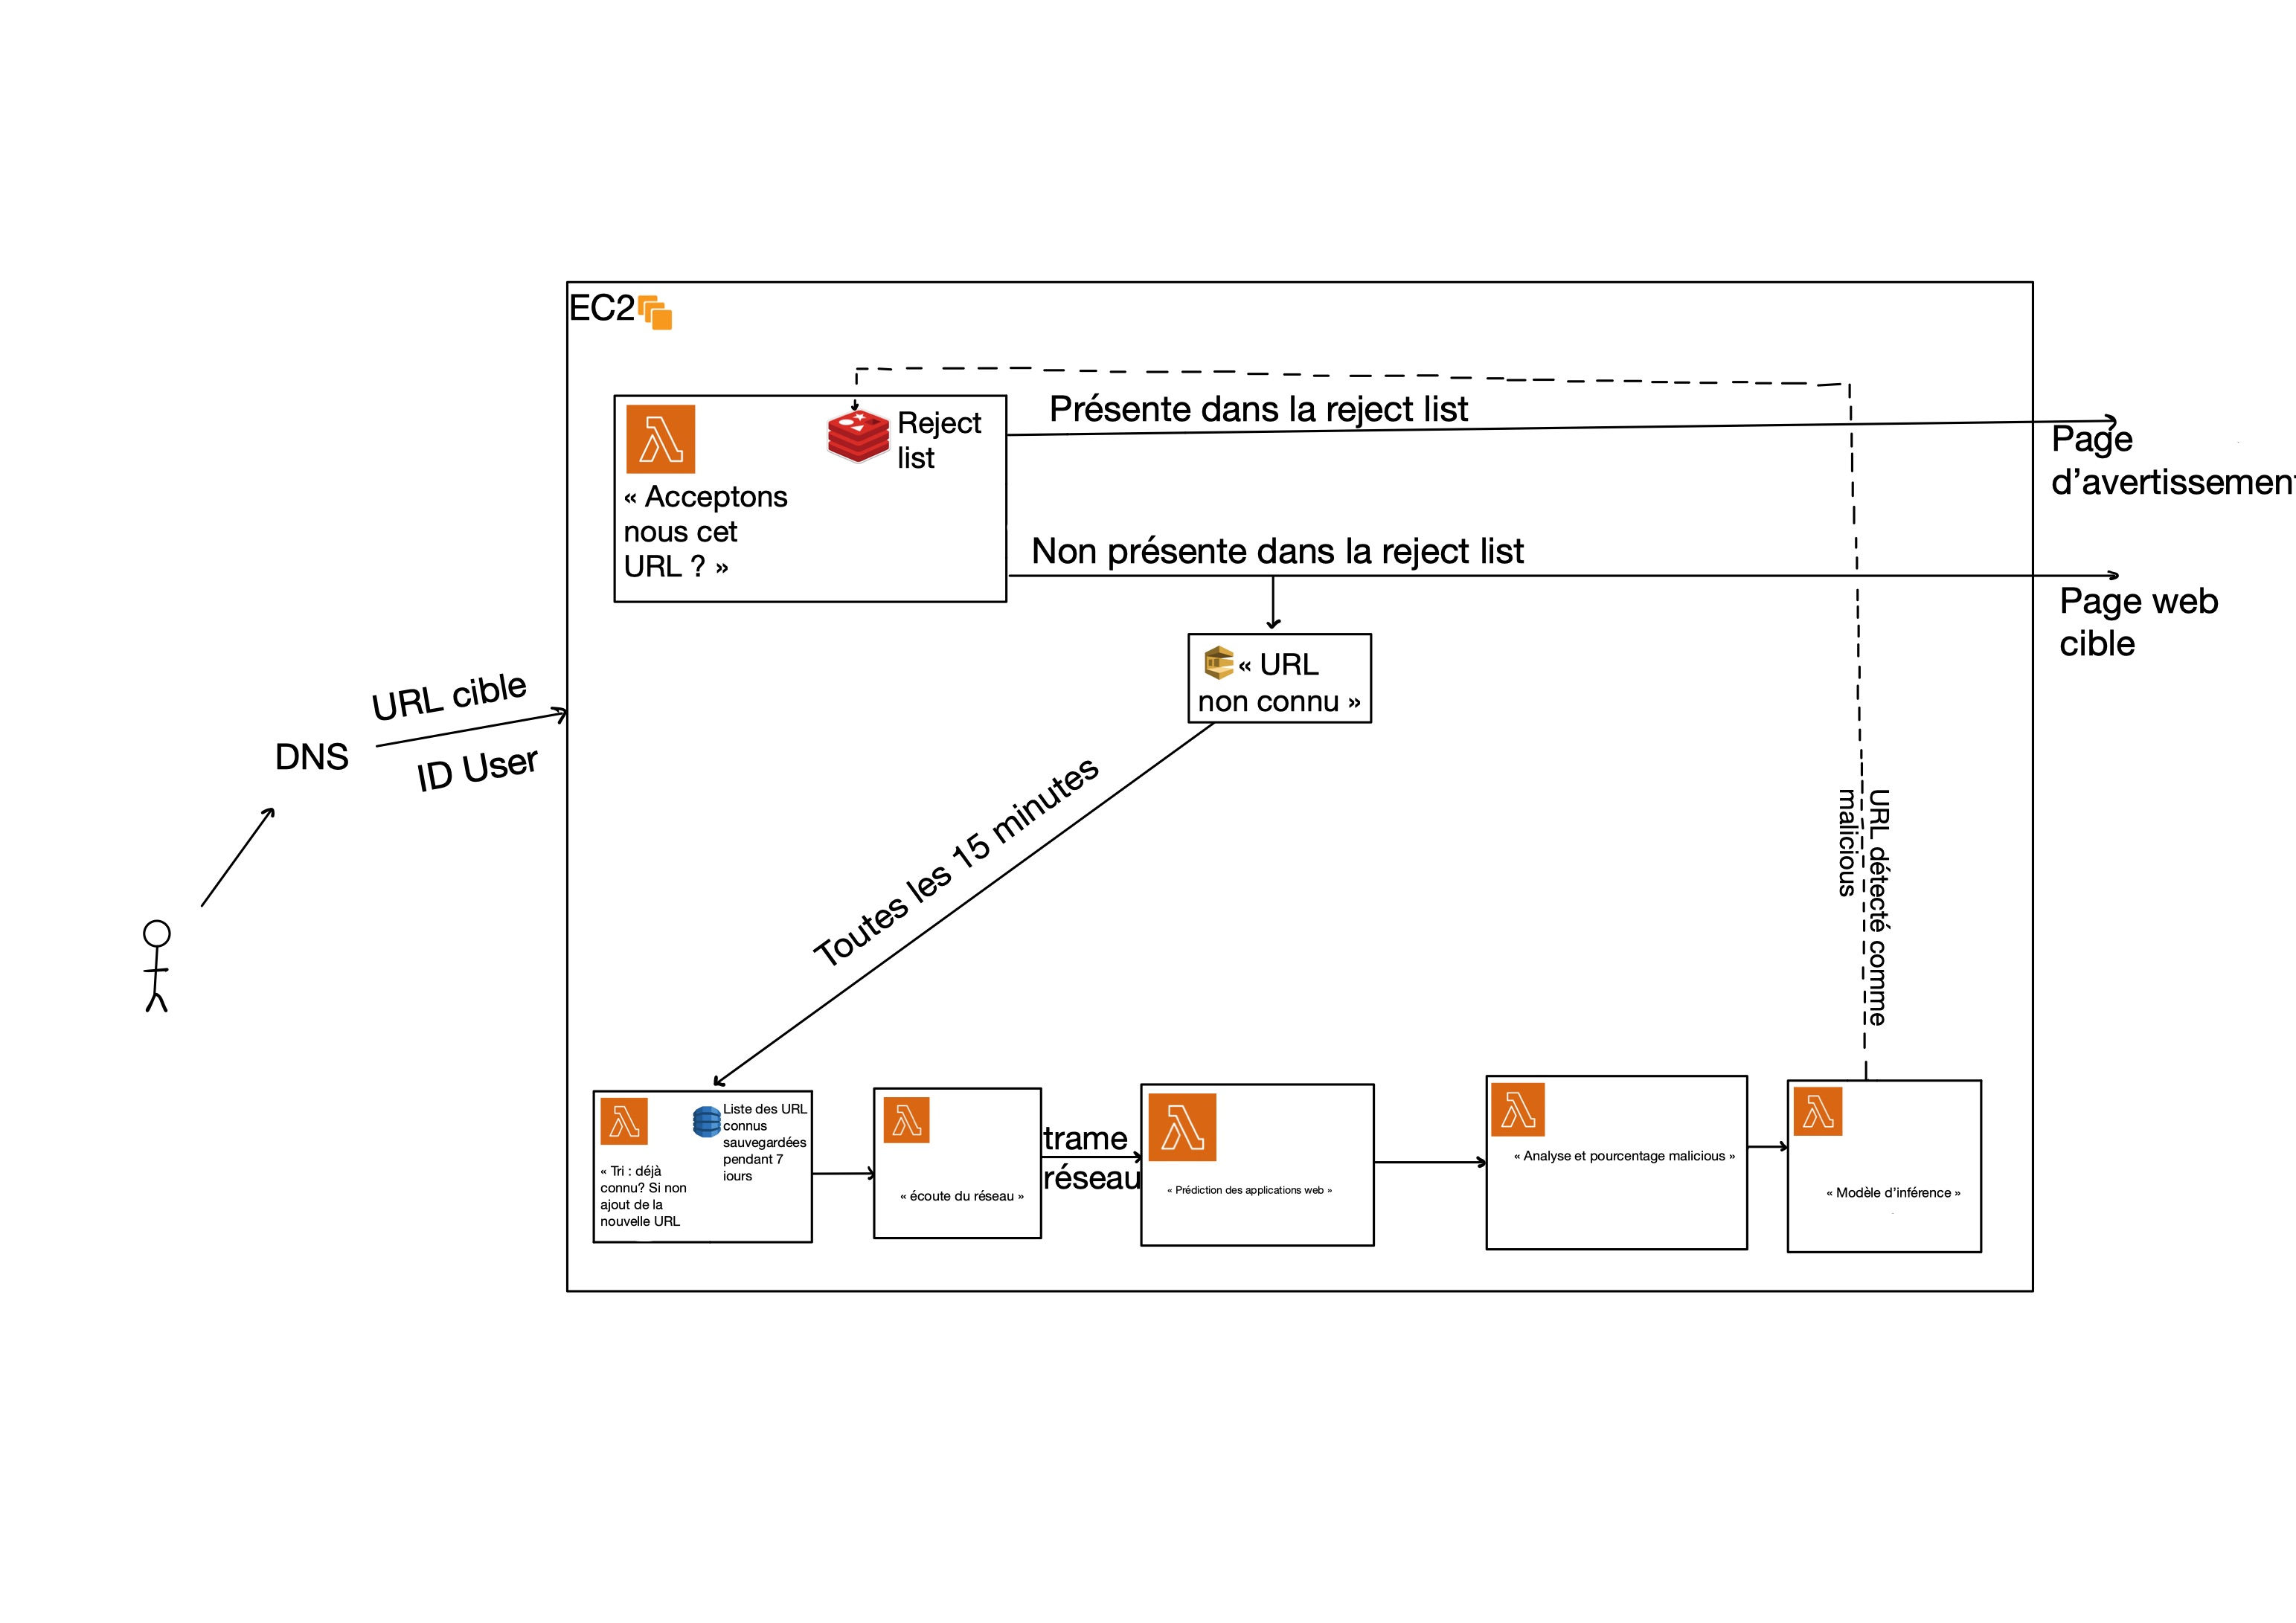 EC2
Reject
list
« Acceptons
nous cet
URL ? »
Présente dans la reject list
Page
d’avertissement
Non présente dans la reject list
Page web
cible
« URL
non connu »
URL cible
DNS
ID User
Toutes les 15 minutes
URL détecté comme
malicious
Liste des URL
connus
sauvegardées
pendant 7
jours
« Tri : déjà
connu? Si non
ajout de la
nouvelle URL
« écoute du réseau »
trame
réseau
« Prédiction des applications web »
« Analyse et pourcentage malicious »
« Modèle d’inférence »